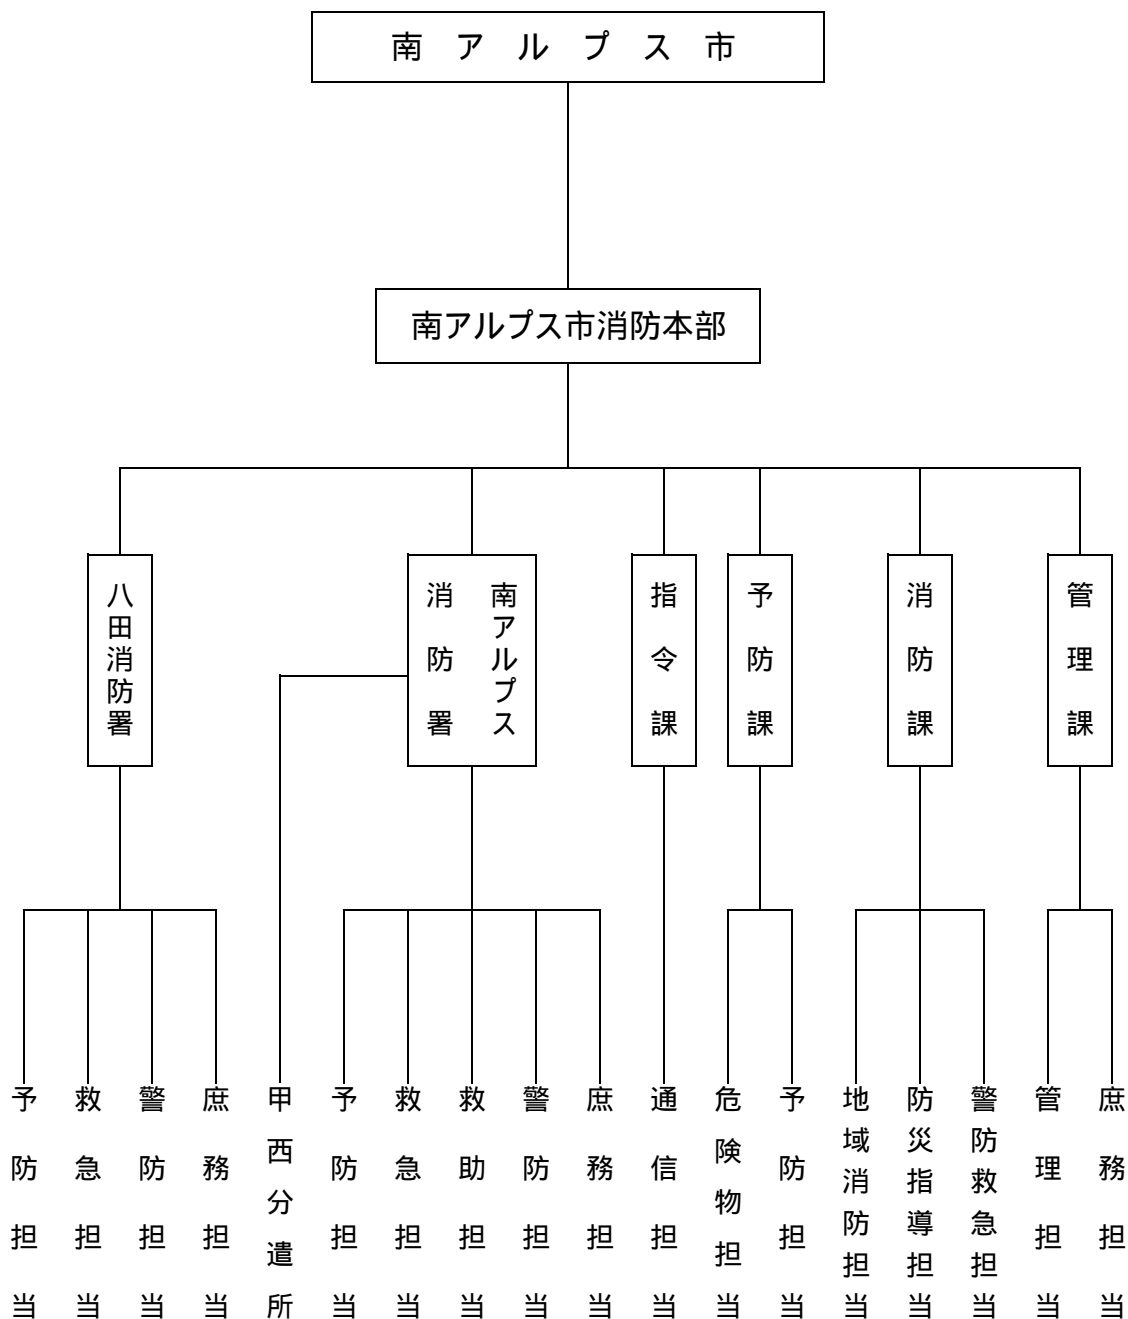 南アルプス市
南アルプス市消防本部
管理課
消防課
予防課
指令課
南アルプス
消防署
八田消防署
庶務担当
管理担当
警防救急担当
防災指導担当
地域消防担当
予防担当
危険物担当
通信担当
庶務担当
警防担当
救助担当
救急担当
予防担当
甲西分遣所
庶務担当
警防担当
救急担当
予防担当